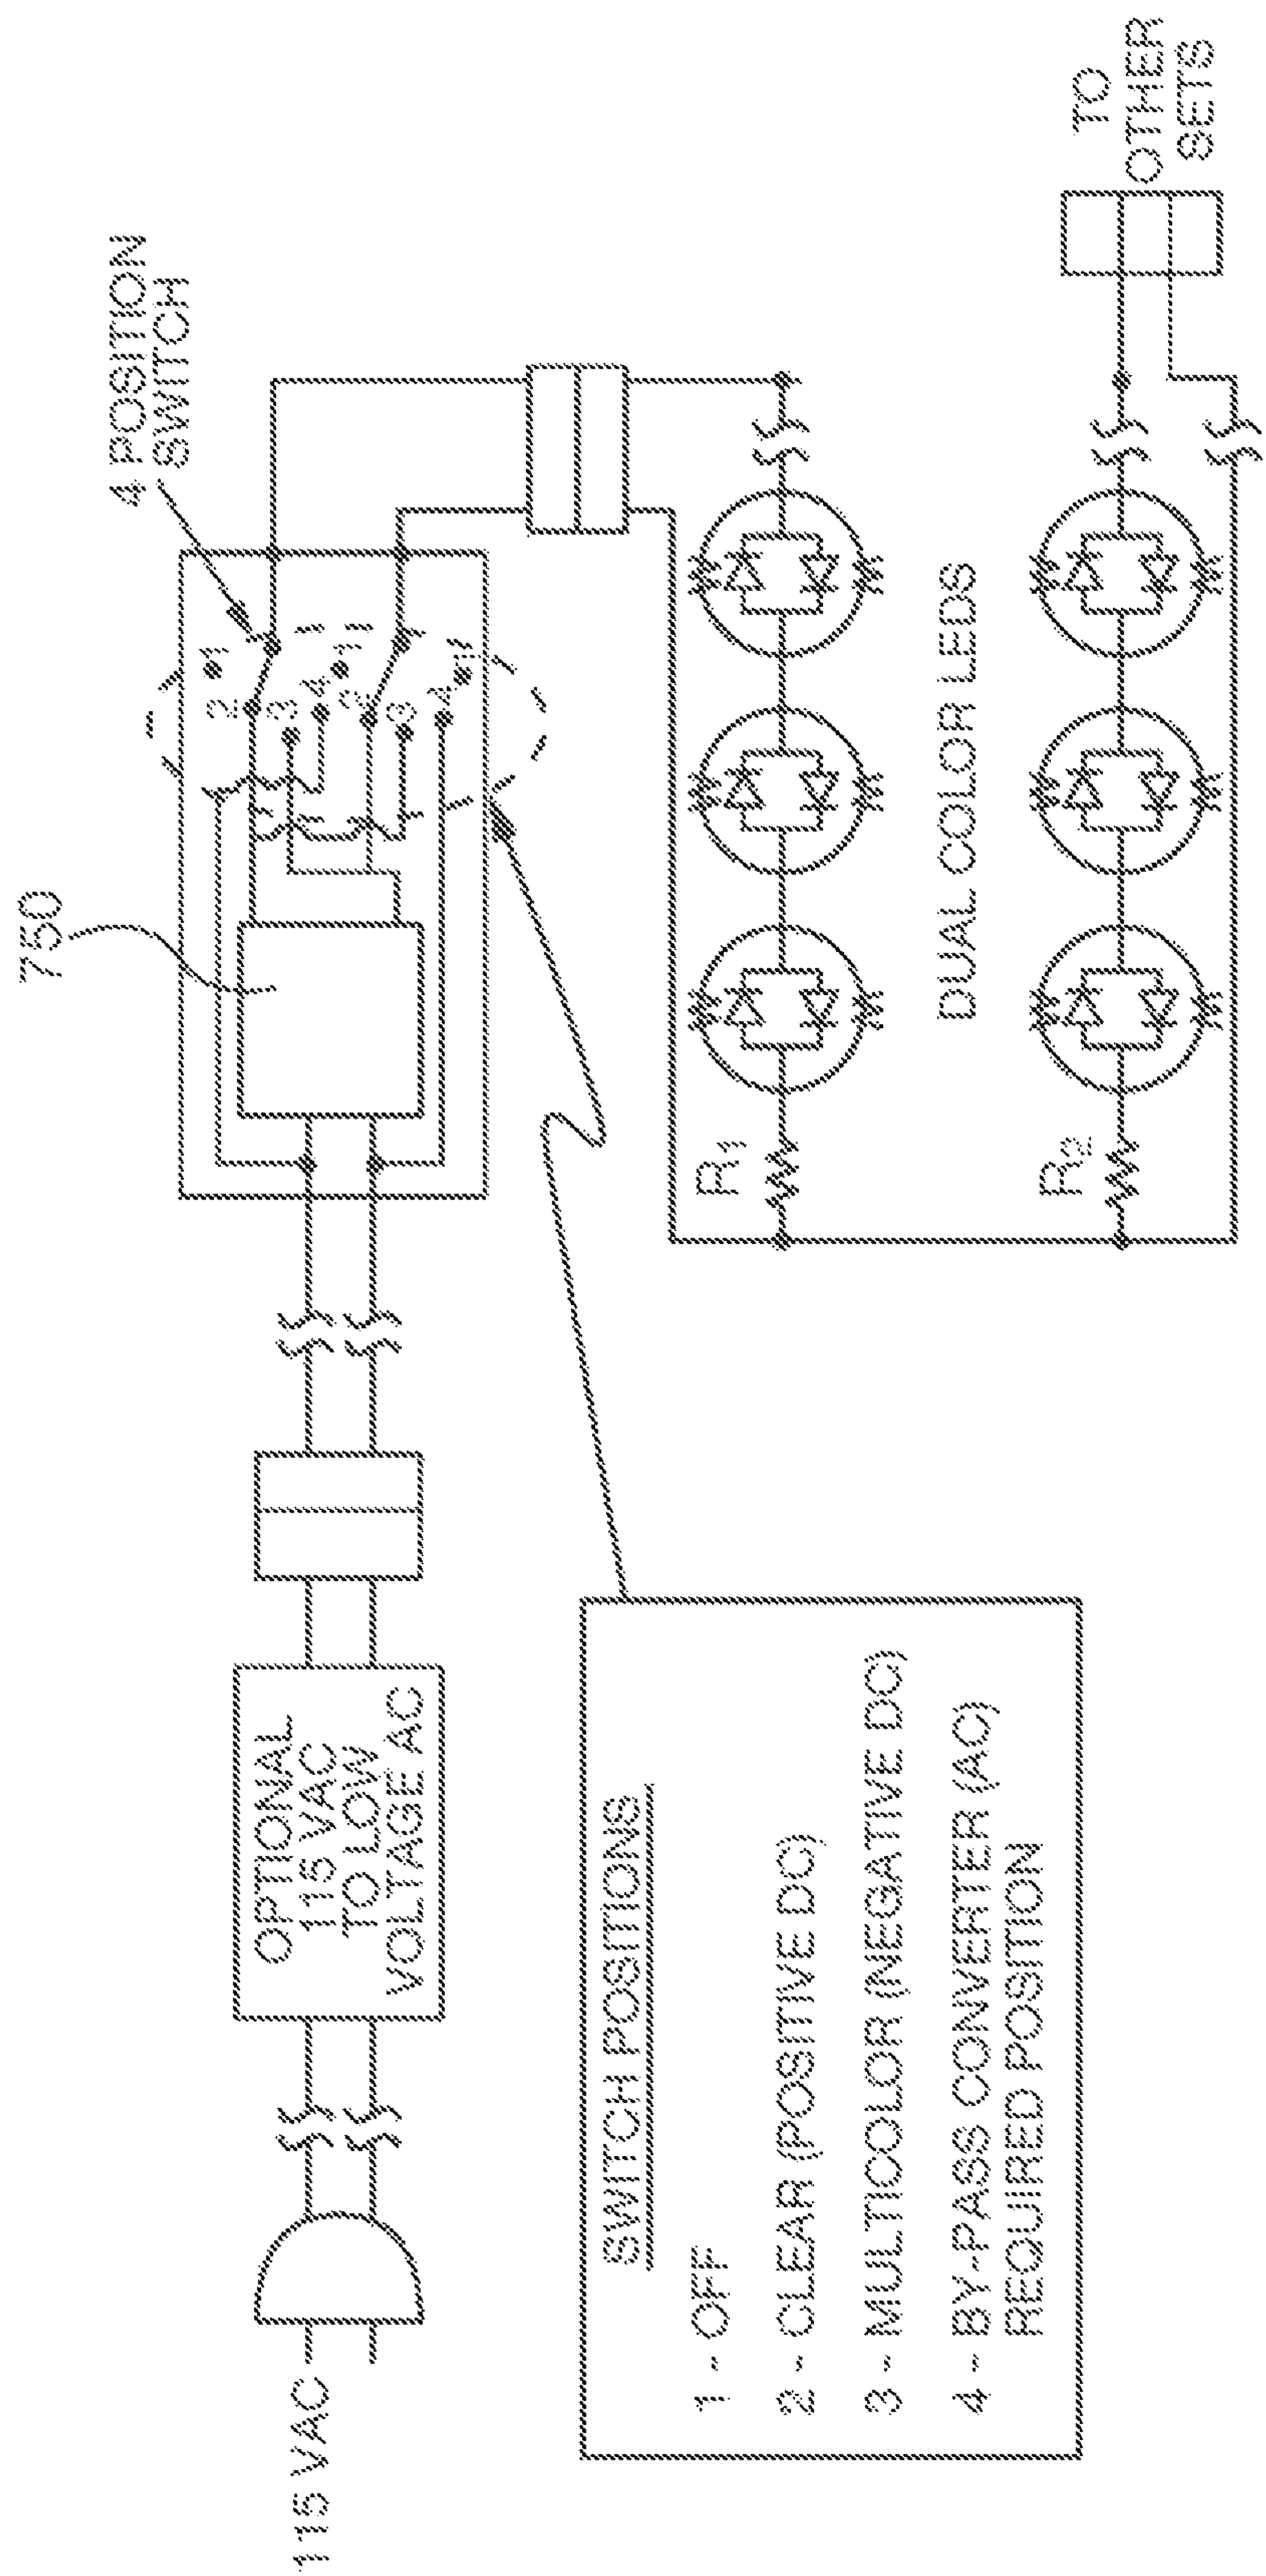 115 VAC
OPTIONAL
115 VAC
TO LOW
VOLTAGE AC
750
4 POSITION
SWITCH
1
2
3
4
1
2
3
4
1
SWITCH POSITIONS
1 - OFF
2 - CLEAR (POSITIVE DC)
3 - MULTICOLOR (NEGATIVE DC)
4 - BY-PASS CONVERTER (AC)
REQUIRED POSITION
R1
R2
DUAL COLOR LEDS
TO
OTHER
SETS